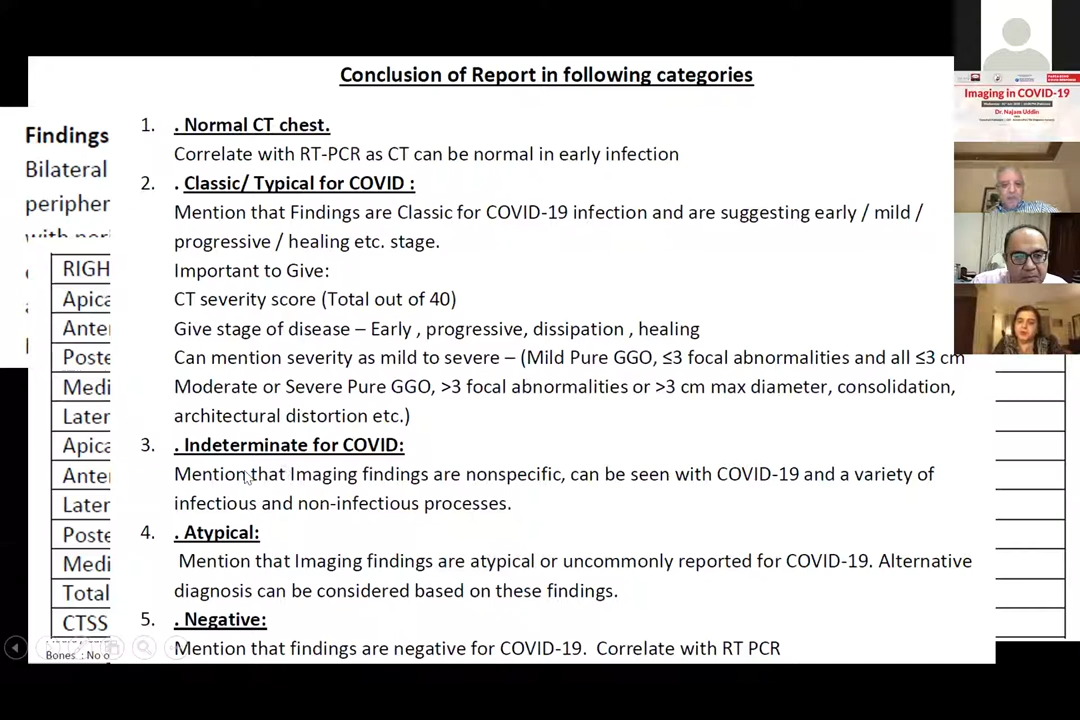 Conclusion of Report in following categories
1. . Normal CT chest.
Correlate with RT-PCR as CT can be normal in early infection
2. . Classic/ Typical for COVID :
Mention that Findings are Classic for COVID-19 infection and are suggesting early / mild /
progressive / healing etc. stage.
Important to Give:
CT severity score (Total out of 40)
Give stage of disease – Early , progressive, dissipation , healing
Can mention severity as mild to severe – (Mild Pure GGO, ≤3 focal abnormalities and all ≤3 cm
Moderate or Severe Pure GGO, >3 focal abnormalities or >3 cm max diameter, consolidation,
architectural distortion etc.)
3. . Indeterminate for COVID:
Mention that Imaging findings are nonspecific, can be seen with COVID-19 and a variety of
infectious and non-infectious processes.
4. . Atypical:
Mention that Imaging findings are atypical or uncommonly reported for COVID-19. Alternative
diagnosis can be considered based on these findings.
5. . Negative:
Mention that findings are negative for COVID-19. Correlate with RT PCR
Findings
Bilateral
peripher
RIGH
Apica
Anter
Poste
Medi
Later
Apica
Anter
Later
Poste
Medi
Total
CTSS
Bones : No o
Imaging in COVID-19
Dr. Najam Uddin